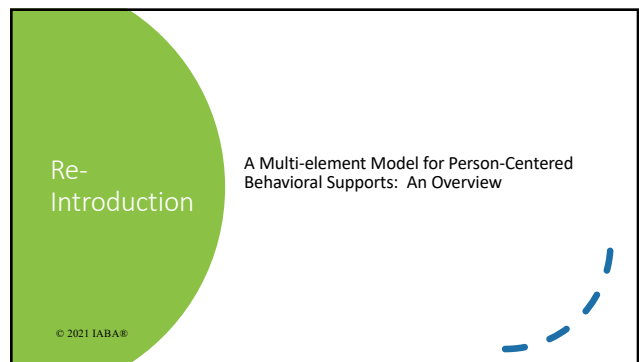 Re-
Introduction
A Multi-element Model for Person-Centered
Behavioral Supports:  An Overview
© 2021 IABA®